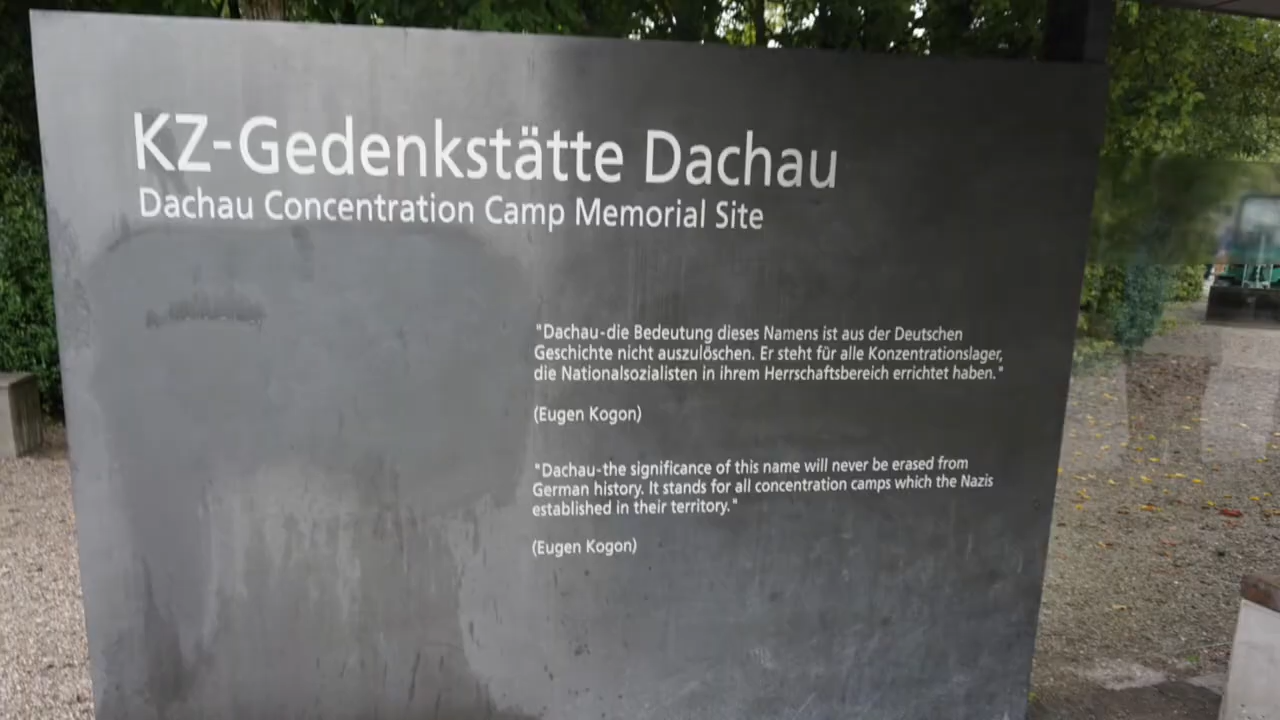 KZ-Gedenkstätte Dachau
Dachau Concentration Camp Memorial Site
"Dachau-die Bedeutung dieses Namens ist aus der Deutschen
Geschichte nicht auszulöschen. Er steht für alle Konzentrationslager,
die Nationalsozialisten in ihrem Herrschaftsbereich errichtet haben."
(Eugen Kogon)
"Dachau-the significance of this name will never be erased from
German history. It stands for all concentration camps which the Nazis
established in their territory."
(Eugen Kogon)